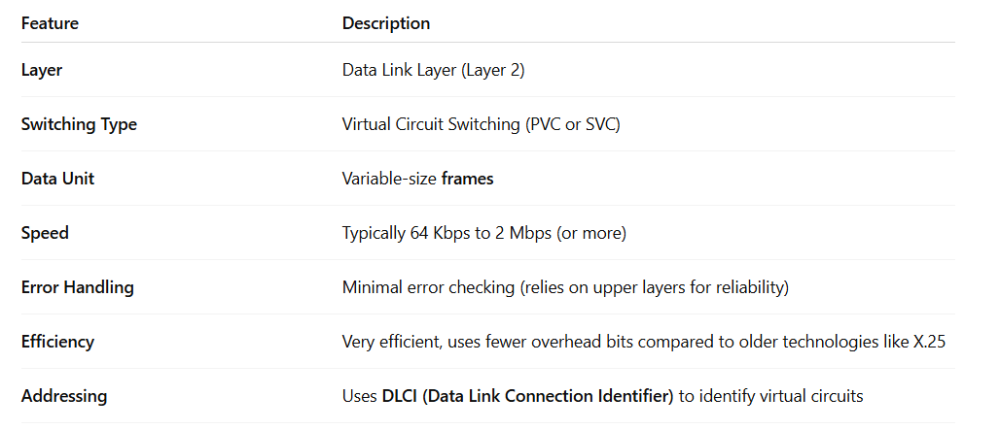 Feature Description
Layer Data Link Layer (Layer 2)
Switching Type Virtual Circuit Switching (PVC or SVC)
Data Unit Variable-size frames
Speed Typically 64 Kbps to 2 Mbps (or more)
Error Handling Minimal error checking (relies on upper layers for reliability)
Efficiency Very efficient, uses fewer overhead bits compared to older technologies like X.25
Addressing Uses DLCI (Data Link Connection Identifier) to identify virtual circuits